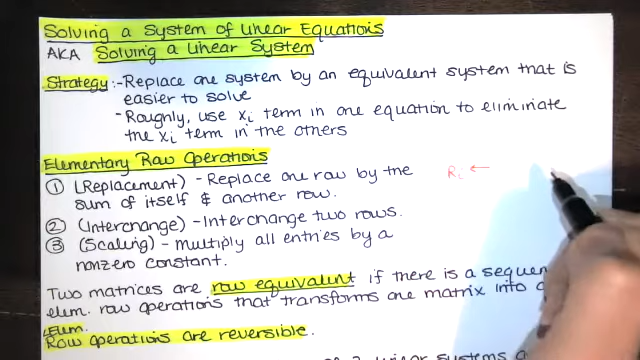 Solving a System of Linear Equations
AKA Solving a Linear System
Strategy: - Replace one system by an equivalent system that is
easier to solve
- Roughly, use xi term in one equation to eliminate
the xi term in the others
Elementary Row Operations
① (Replacement) - Replace one row by the
sum of itself & another row.
Ri ←
② (Interchange) - Interchange two rows.
③ (Scaling) - multiply all entries by a
nonzero constant.
Two matrices are row equivalent if there is a sequen
elem. row operations that transforms one matrix into
Elem.
Row operations are reversible.
linear systems